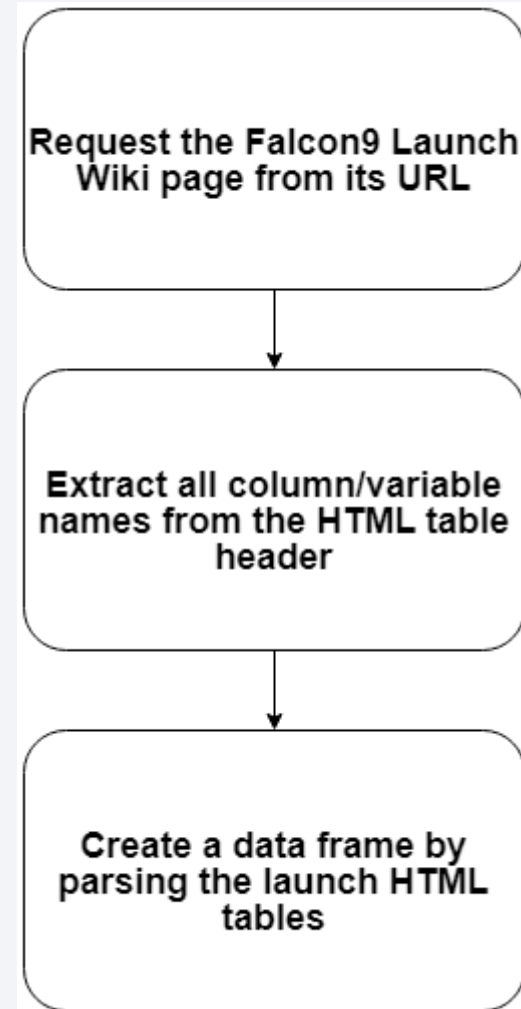 Request the Falcon9 Launch
Wiki page from its URL
Extract all column/variable
names from the HTML table
header
Create a data frame by
parsing the launch HTML
tables